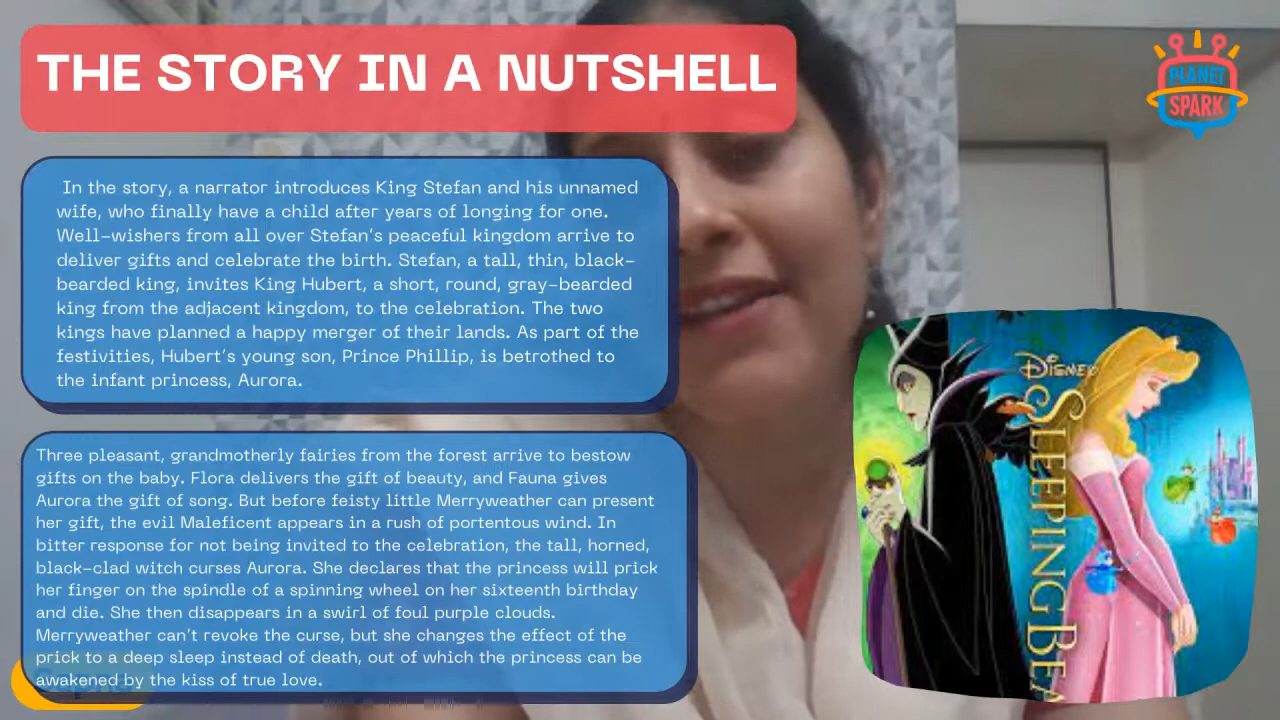 THE STORY IN A NUTSHELL
PLANET
SPARK
In the story, a narrator introduces King Stefan and his unnamed
wife, who finally have a child after years of longing for one.
Well-wishers from all over Stefan's peaceful kingdom arrive to
deliver gifts and celebrate the birth. Stefan, a tall, thin, black-
bearded king, invites King Hubert, a short, round, gray-bearded
king from the adjacent kingdom, to the celebration. The two
kings have planned a happy merger of their lands. As part of the
festivities, Hubert's young son, Prince Phillip, is betrothed to
the infant princess, Aurora.
Three pleasant, grandmotherly fairies from the forest arrive to bestow
gifts on the baby. Flora delivers the gift of beauty, and Fauna gives
Aurora the gift of song. But before feisty little Merryweather can present
her gift, the evil Maleficent appears in a rush of portentous wind. In
bitter response for not being invited to the celebration, the tall, horned,
black-clad witch curses Aurora. She declares that the princess will prick
her finger on the spindle of a spinning wheel on her sixteenth birthday
and die. She then disappears in a swirl of foul purple clouds.
Merryweather can't revoke the curse, but she changes the effect of the
prick to a deep sleep instead of death, out of which the princess can be
awakened by the kiss of true love.
DISNEY
SLEEPING BEA